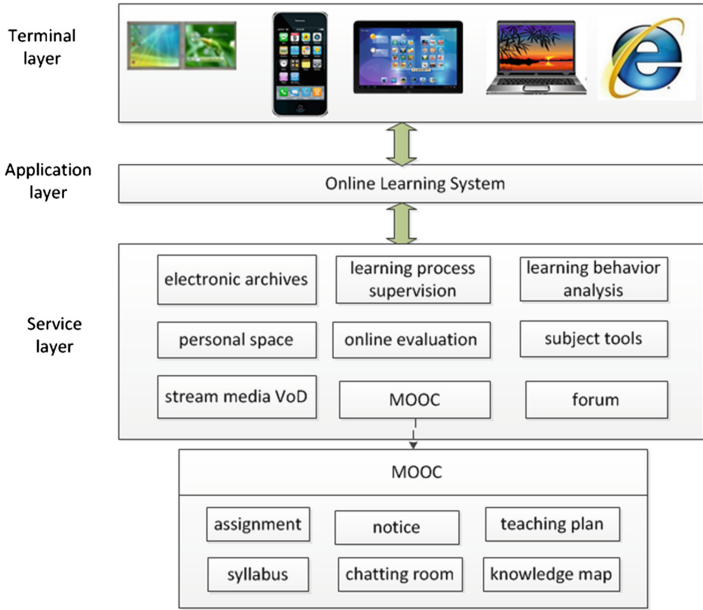 Terminal
layer
Application
layer
Online Learning System
Service
layer
electronic archives
learning process
supervision
learning behavior
analysis
personal space
online evaluation
subject tools
stream media VoD
MOOC
forum
MOOC
assignment
notice
teaching plan
syllabus
chatting room
knowledge map